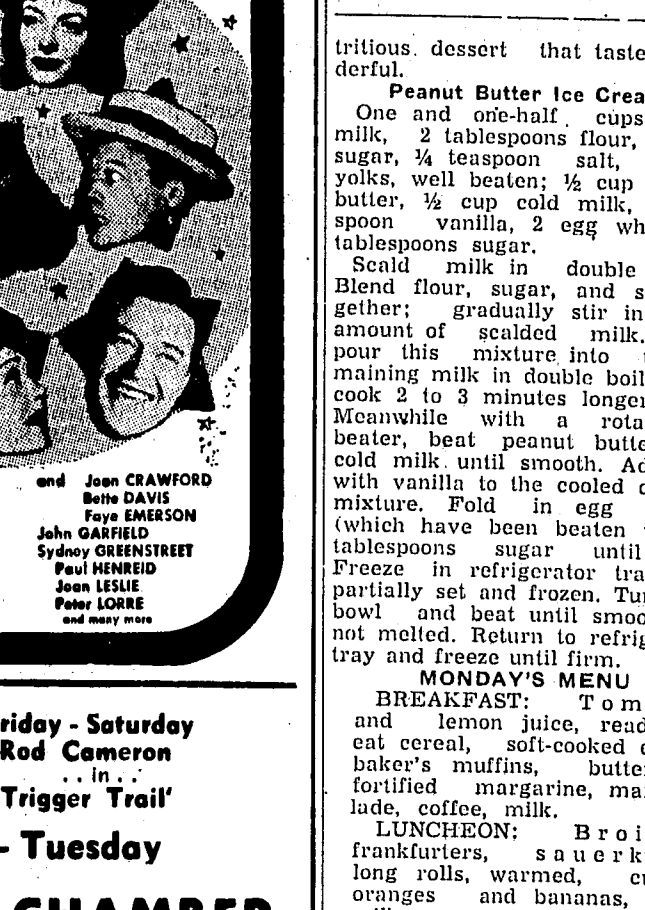 and Joan CRAWFORD
Bette DAVIS
Faye EMERSON
John GARFIELD
Sydney GREENSTREET
Paul HENREID
Joan LESLIE
Peter LORRE
and many more
riday - Saturday
Rod Cameron
. . in . .
Trigger Trail'
- Tuesday
CHAMBER
tritious dessert that taste
derful.
Peanut Butter Ice Crea
One and one-half cups
milk, 2 tablespoons flour,
sugar, ¼ teaspoon salt,
yolks, well beaten; ½ cup
butter, ½ cup cold milk,
spoon vanilla, 2 egg wh
tablespoons sugar.
Scald milk in double
Blend flour, sugar, and s
gether; gradually stir in
amount of scalded milk.
pour this mixture into
maining milk in double boil
cook 2 to 3 minutes longer
Meanwhile with a rota
beater, beat peanut butte
cold milk until smooth. Ad
with vanilla to the cooled c
mixture. Fold in egg
(which have been beaten
tablespoons sugar until
Freeze in refrigerator tra
partially set and frozen. Tur
bowl and beat until smoo
not melted. Return to refrig
tray and freeze until firm.
MONDAY'S MENU
BREAKFAST: Tom
and lemon juice, read
eat cereal, soft-cooked e
baker's muffins, butte
fortified margarine, ma
lade, coffee, milk.
LUNCHEON: Broi
frankfurters, sauerk
long rolls, warmed, cu
oranges and bananas,